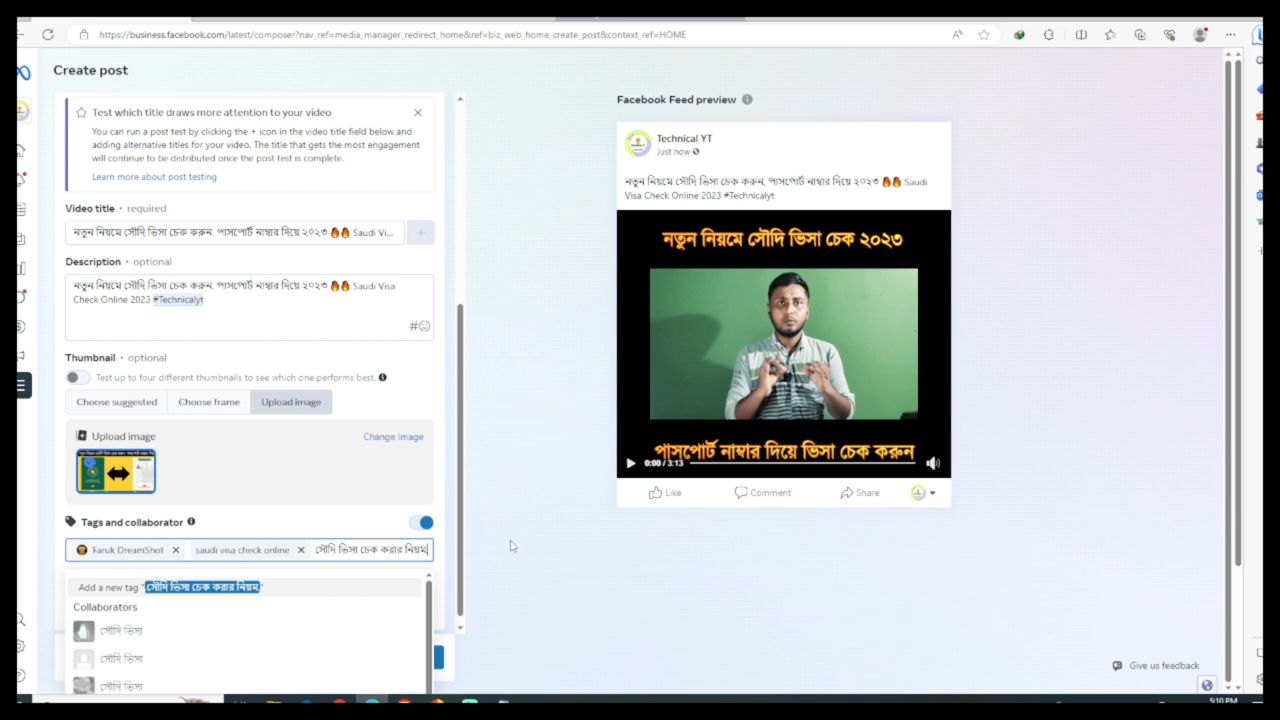 https://business.facebook.com/latest/composer?nav_ref=media_manager_redirect_home&ref=biz_web_home_create_post&context_ref=HOME
Create post
Test which title draws more attention to your video
You can run a post test by clicking the + icon in the video title field below and
adding alternative titles for your video. The title that gets the most engagement
will continue to be distributed once the post test is complete.
Learn more about post testing
Video title • required
নতুন নিয়মে সৌদি ভিসা চেক করুন. পাসপোর্ট নাম্বার দিয়ে ২০২৩ 🔥🔥 Saudi Vi...
Description • optional
নতুন নিয়মে সৌদি ভিসা চেক করুন. পাসপোর্ট নাম্বার দিয়ে ২০২৩ 🔥🔥 Saudi Visa
Check Online 2023 #Technicalyt
Thumbnail • optional
Test up to four different thumbnails to see which one performs best.
Choose suggested
Choose frame
Upload image
Upload image
Change Image
Tags and collaborator
Faruk DreamShot
saudi visa check online
সৌদি ভিসা চেক করার নিয়ম
Add a new tag "সৌদি ভিসা চেক করার নিয়ম"
Collaborators
সৌদি ভিসা
সৌদি ভিসা
সৌদি ভিসা
Facebook Feed preview
Technical YT
Just now
নতুন নিয়মে সৌদি ভিসা চেক করুন. পাসপোর্ট নাম্বার দিয়ে ২০২৩ 🔥🔥 Saudi
Visa Check Online 2023 #Technicalyt
নতুন নিয়মে সৌদি ভিসা চেক ২০২৩
পাসপোর্ট নাম্বার দিয়ে ভিসা চেক করুন
0:00 / 3:13
Like
Comment
Share
Give us feedback
5:10 PM